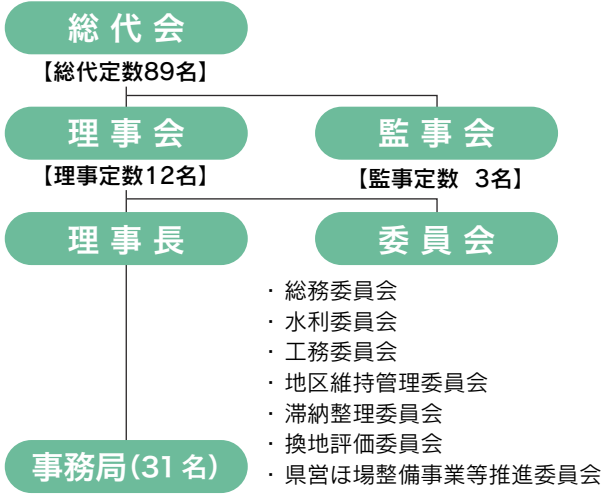 総代会
【総代定数89名】
理事会
監事会
【理事定数12名】
【監事定数 3名】
理事長
委員会
・総務委員会
・水利委員会
・工務委員会
・地区維持管理委員会
・滞納整理委員会
・換地評価委員会
・県営ほ場整備事業等推進委員会
事務局(31名)